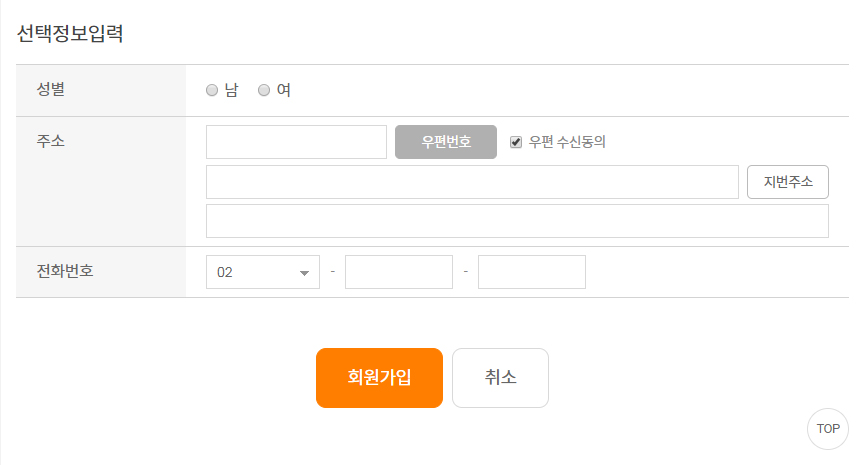 선택정보입력
성별 남 여
주소 우편번호 우편 수신동의
지번주소
전화번호 02 - -
회원가입 취소
TOP